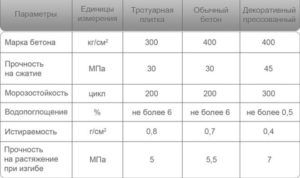 Параметры
Единицы
измерения
Тротуарная
плитка
Обычный
бетон
Декоративный
прессованный
Марка бетона кг/см² 300 400 400
Прочность
на сжатие
МПа 30 30 45
Морозостойкость цикл 200 200 300
Водопоглощение % не более 6 не более 6 не более 0,5
Истираемость г/см² 0,8 0,7 0,4
Прочность
на растяжение
при изгибе
МПа 5 5,5 7